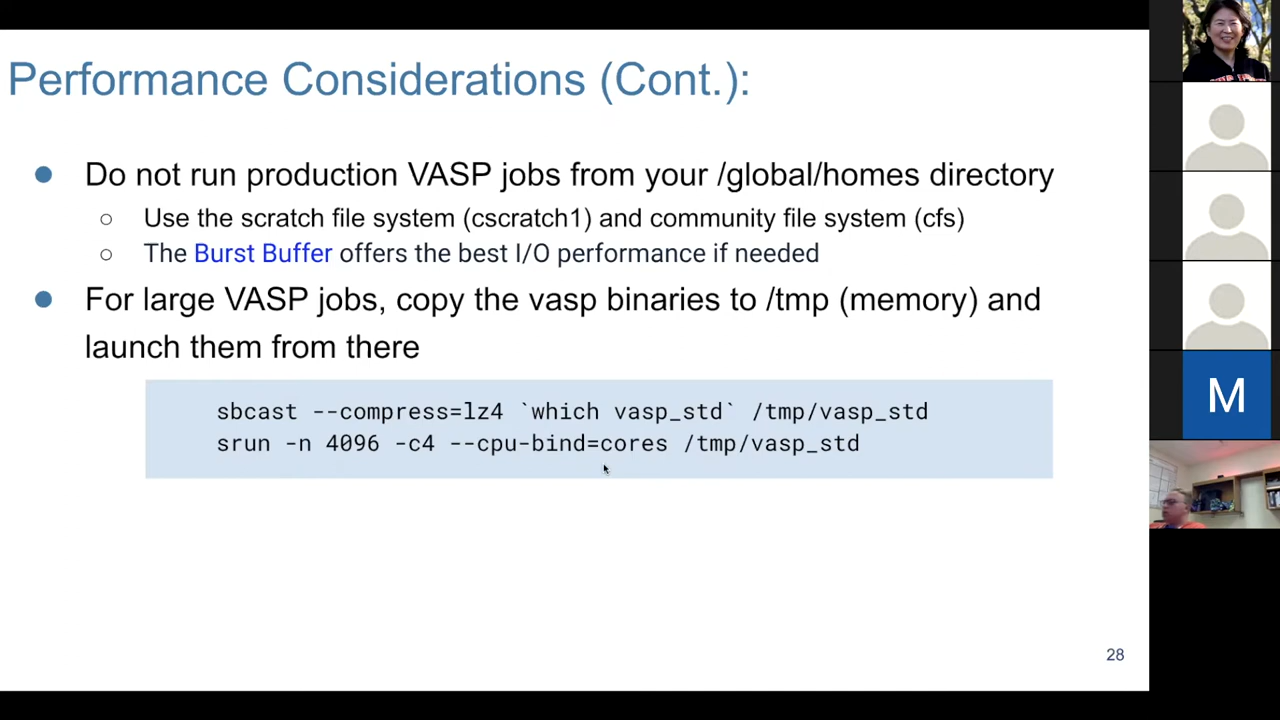 Performance Considerations (Cont.):
● Do not run production VASP jobs from your /global/homes directory
○ Use the scratch file system (cscratch1) and community file system (cfs)
○ The Burst Buffer offers the best I/O performance if needed
● For large VASP jobs, copy the vasp binaries to /tmp (memory) and
launch them from there
sbcast --compress=lz4 `which vasp_std` /tmp/vasp_std
srun -n 4096 -c4 --cpu-bind=cores /tmp/vasp_std
28
M